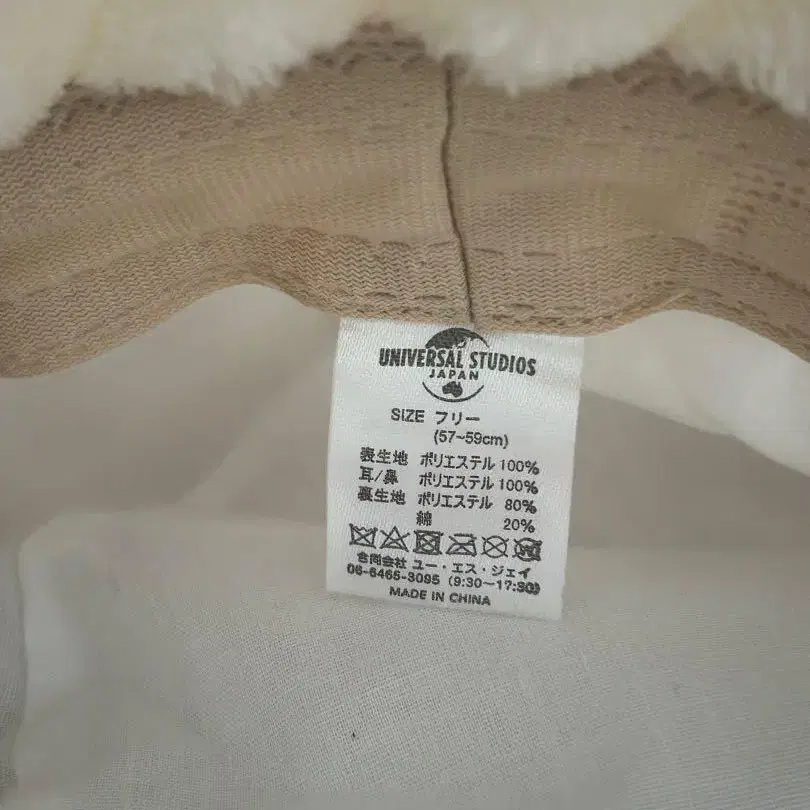 UNIVERSAL STUDIOS
JAPAN
SIZE フリー
(57~59cm)
表生地 ポリエステル 100%
耳/鼻 ポリエステル 100%
裏生地 ポリエステル 80%
綿 20%
合同会社 ユー・エス・ジェイ
06-6465-3095 (9:30~17:30)
MADE IN CHINA